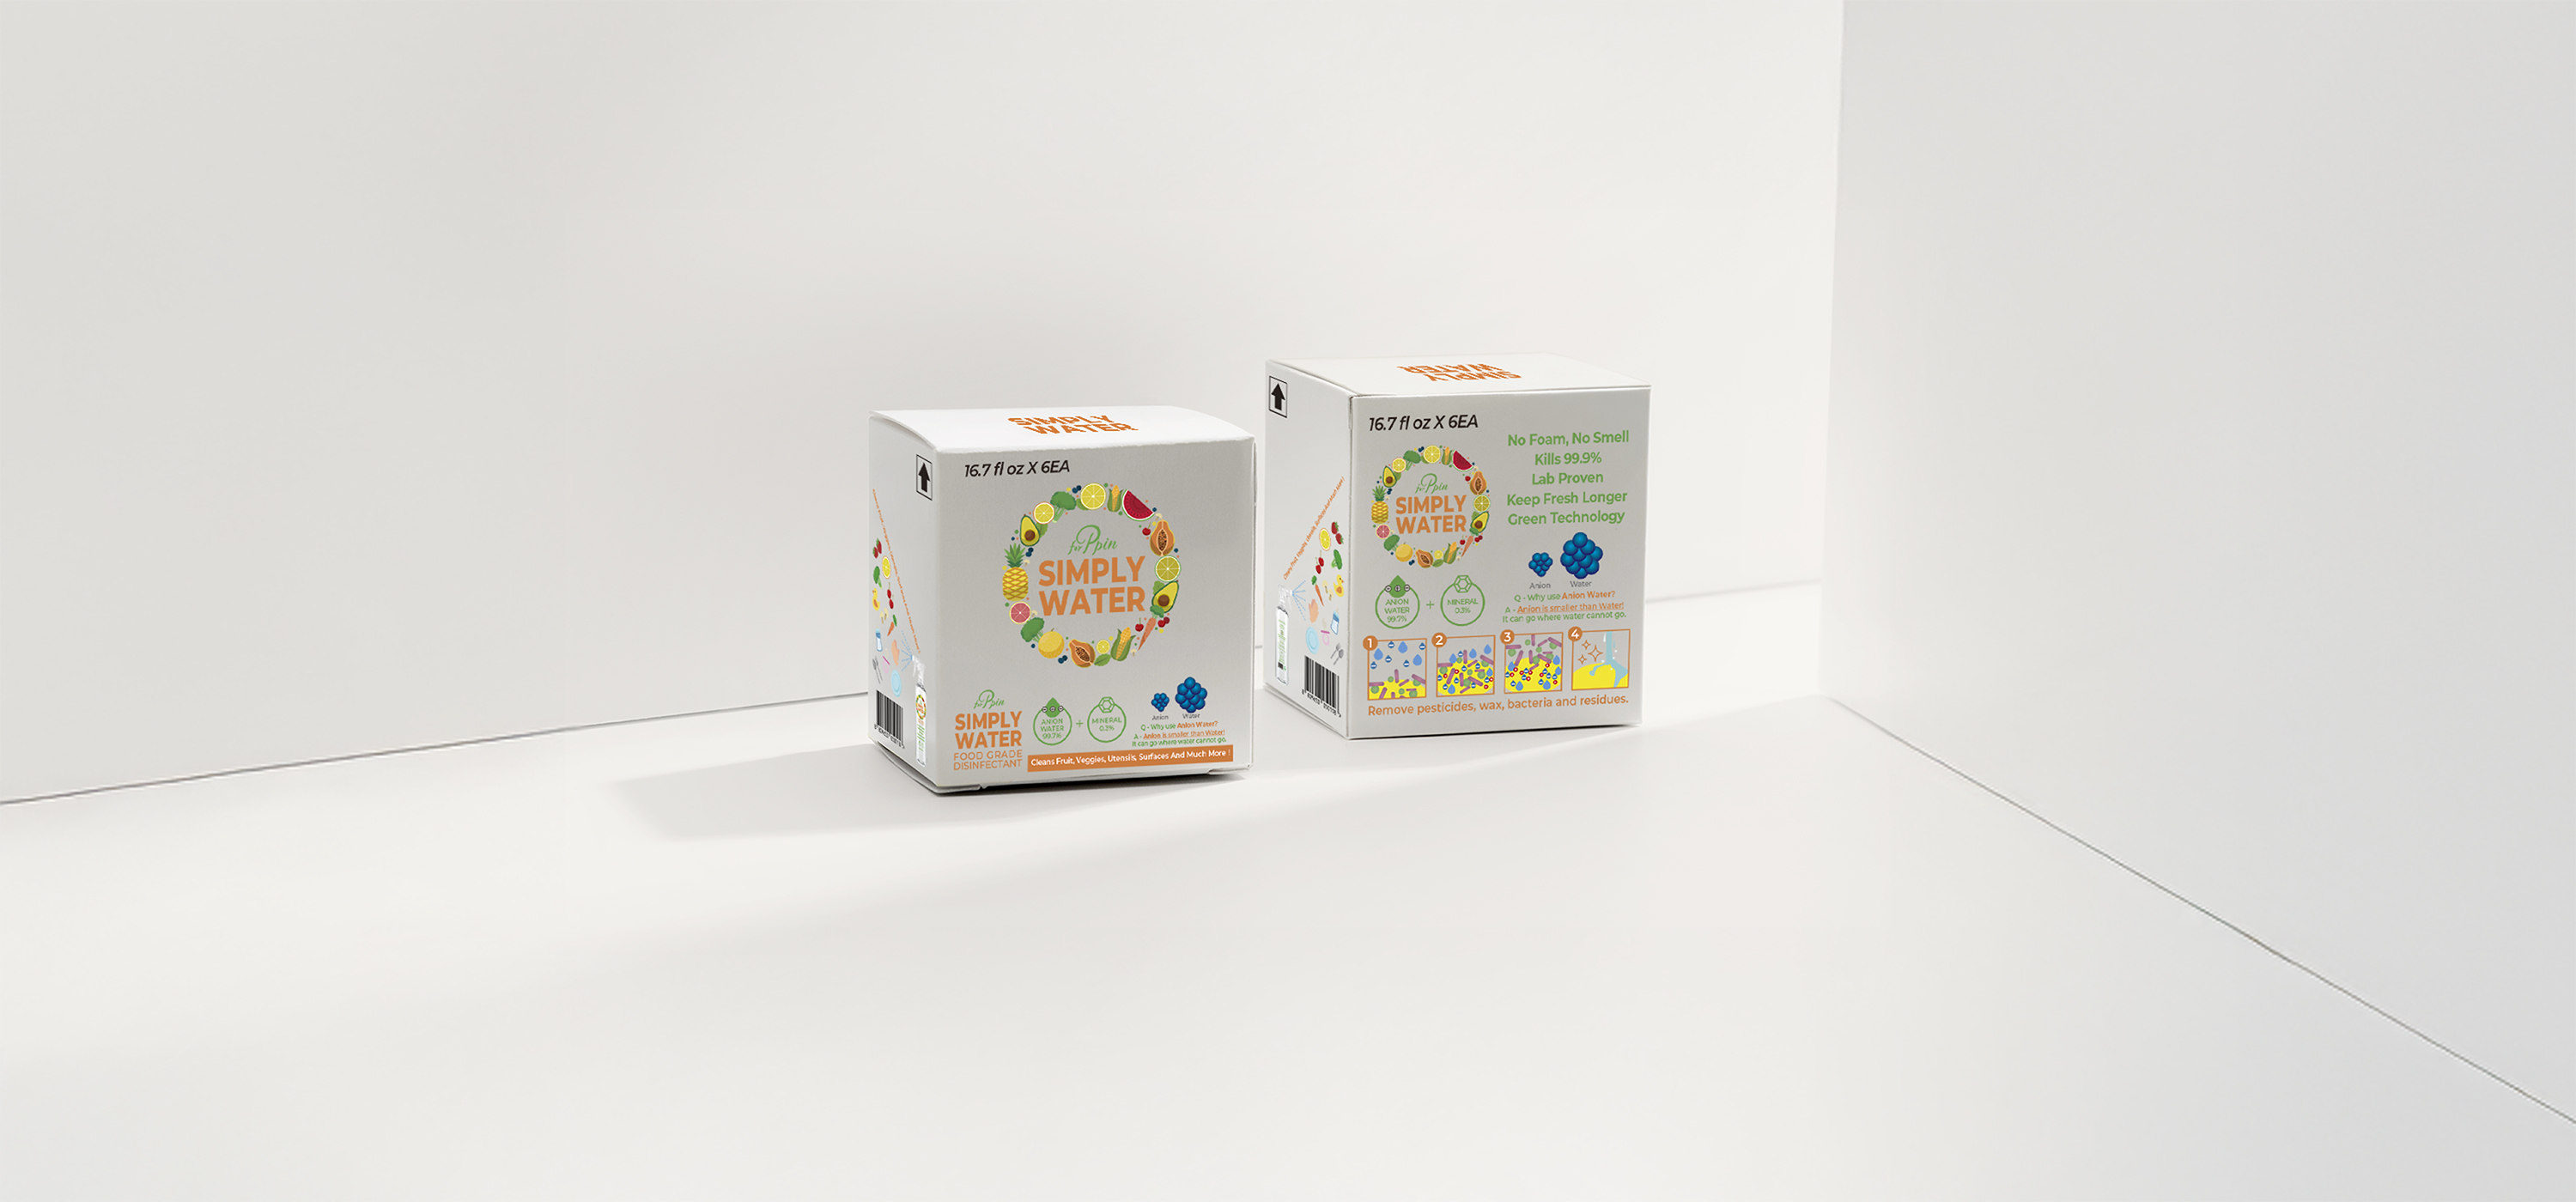 SIMPLY
WATER
16.7 fl oz X 6EA
forPpin
SIMPLY
WATER
forPpin
SIMPLY
WATER
FOOD GRADE
DISINFECTANT
ANION
WATER
99.7%
+
MINERAL
0.3%
Anion
Water
Q - Why use Anion Water?
A - Anion is smaller than Water!
It can go where water cannot go.
Cleans Fruit, Veggies, Utensils, Surfaces And Much More !
SIMPLY
WATER
16.7 fl oz X 6EA
forPpin
SIMPLY
WATER
No Foam, No Smell
Kills 99.9%
Lab Proven
Keep Fresh Longer
Green Technology
ANION
WATER
99.7%
+
MINERAL
0.3%
Anion
Water
Q - Why use Anion Water?
A - Anion is smaller than Water!
It can go where water cannot go.
1
2
3
4
Remove pesticides, wax, bacteria and residues.